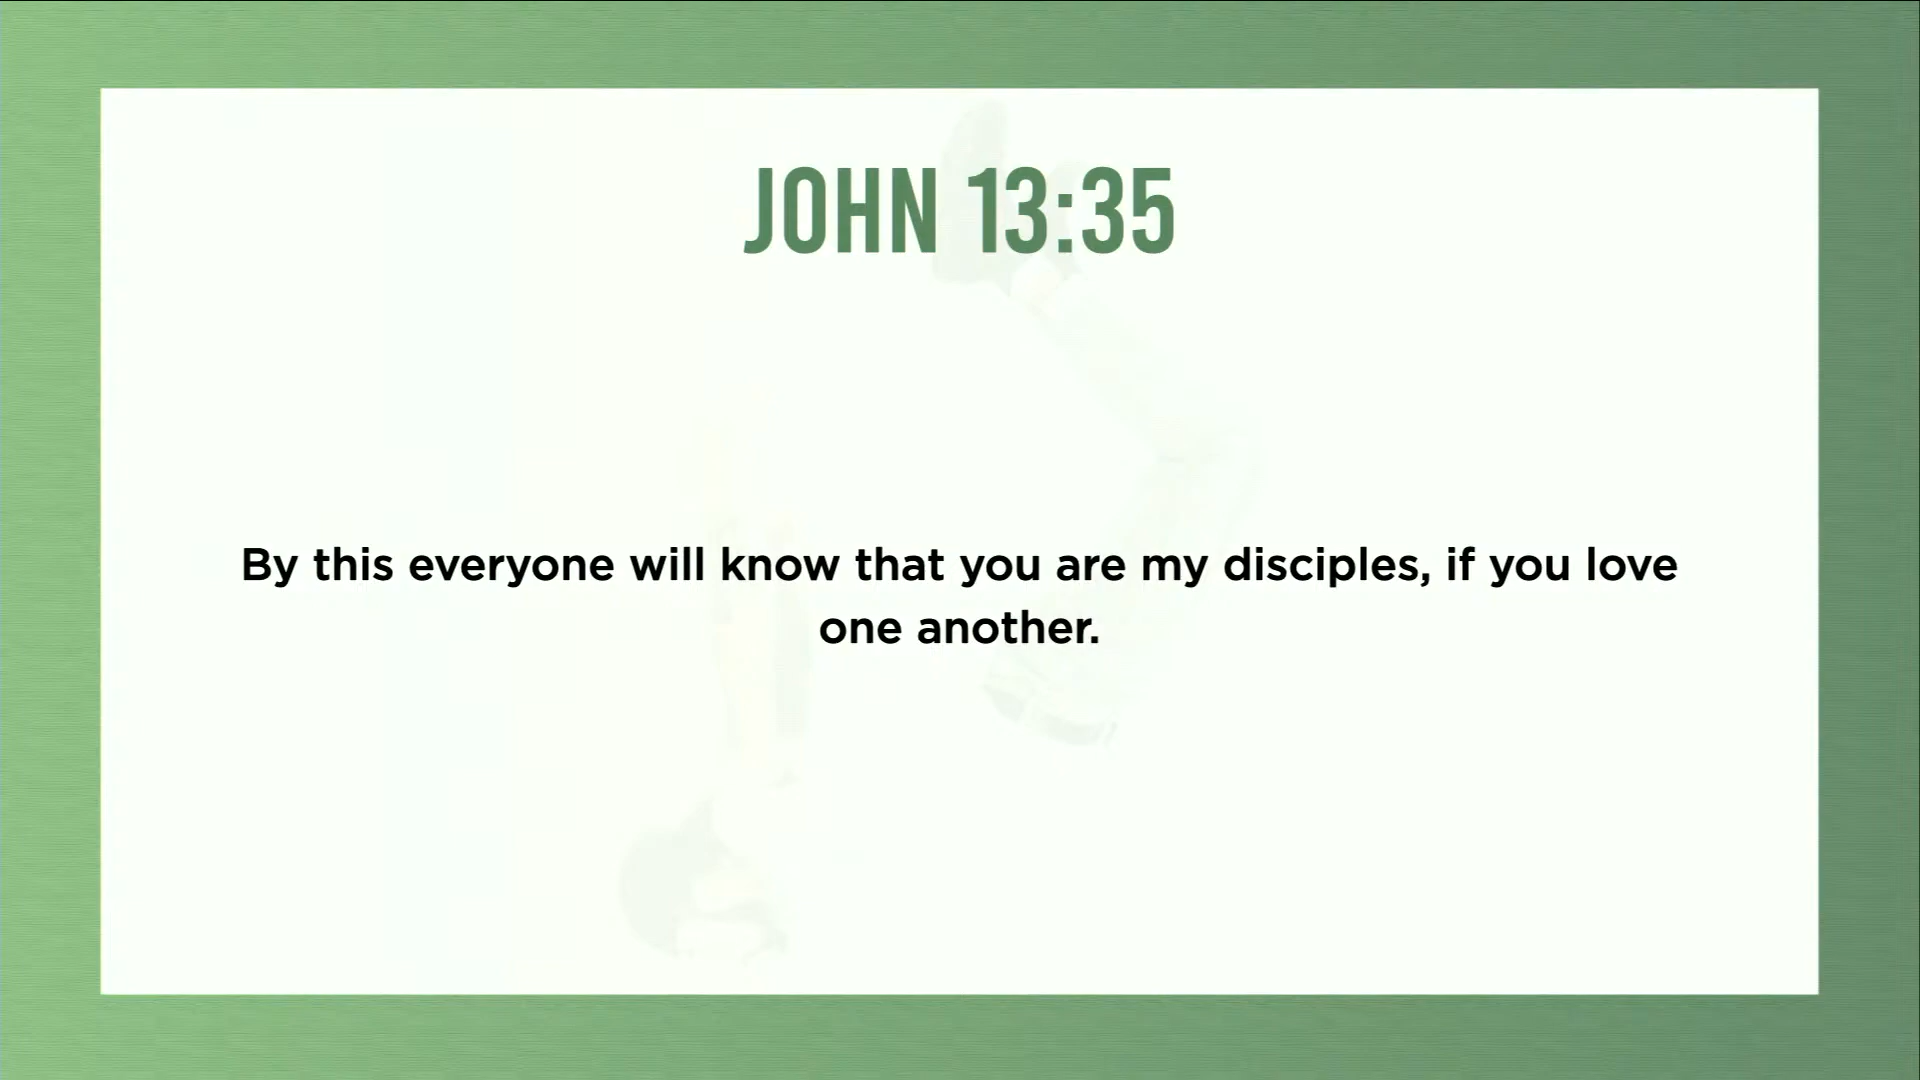 JOHN 13:35
By this everyone will know that you are my disciples, if you love
one another.